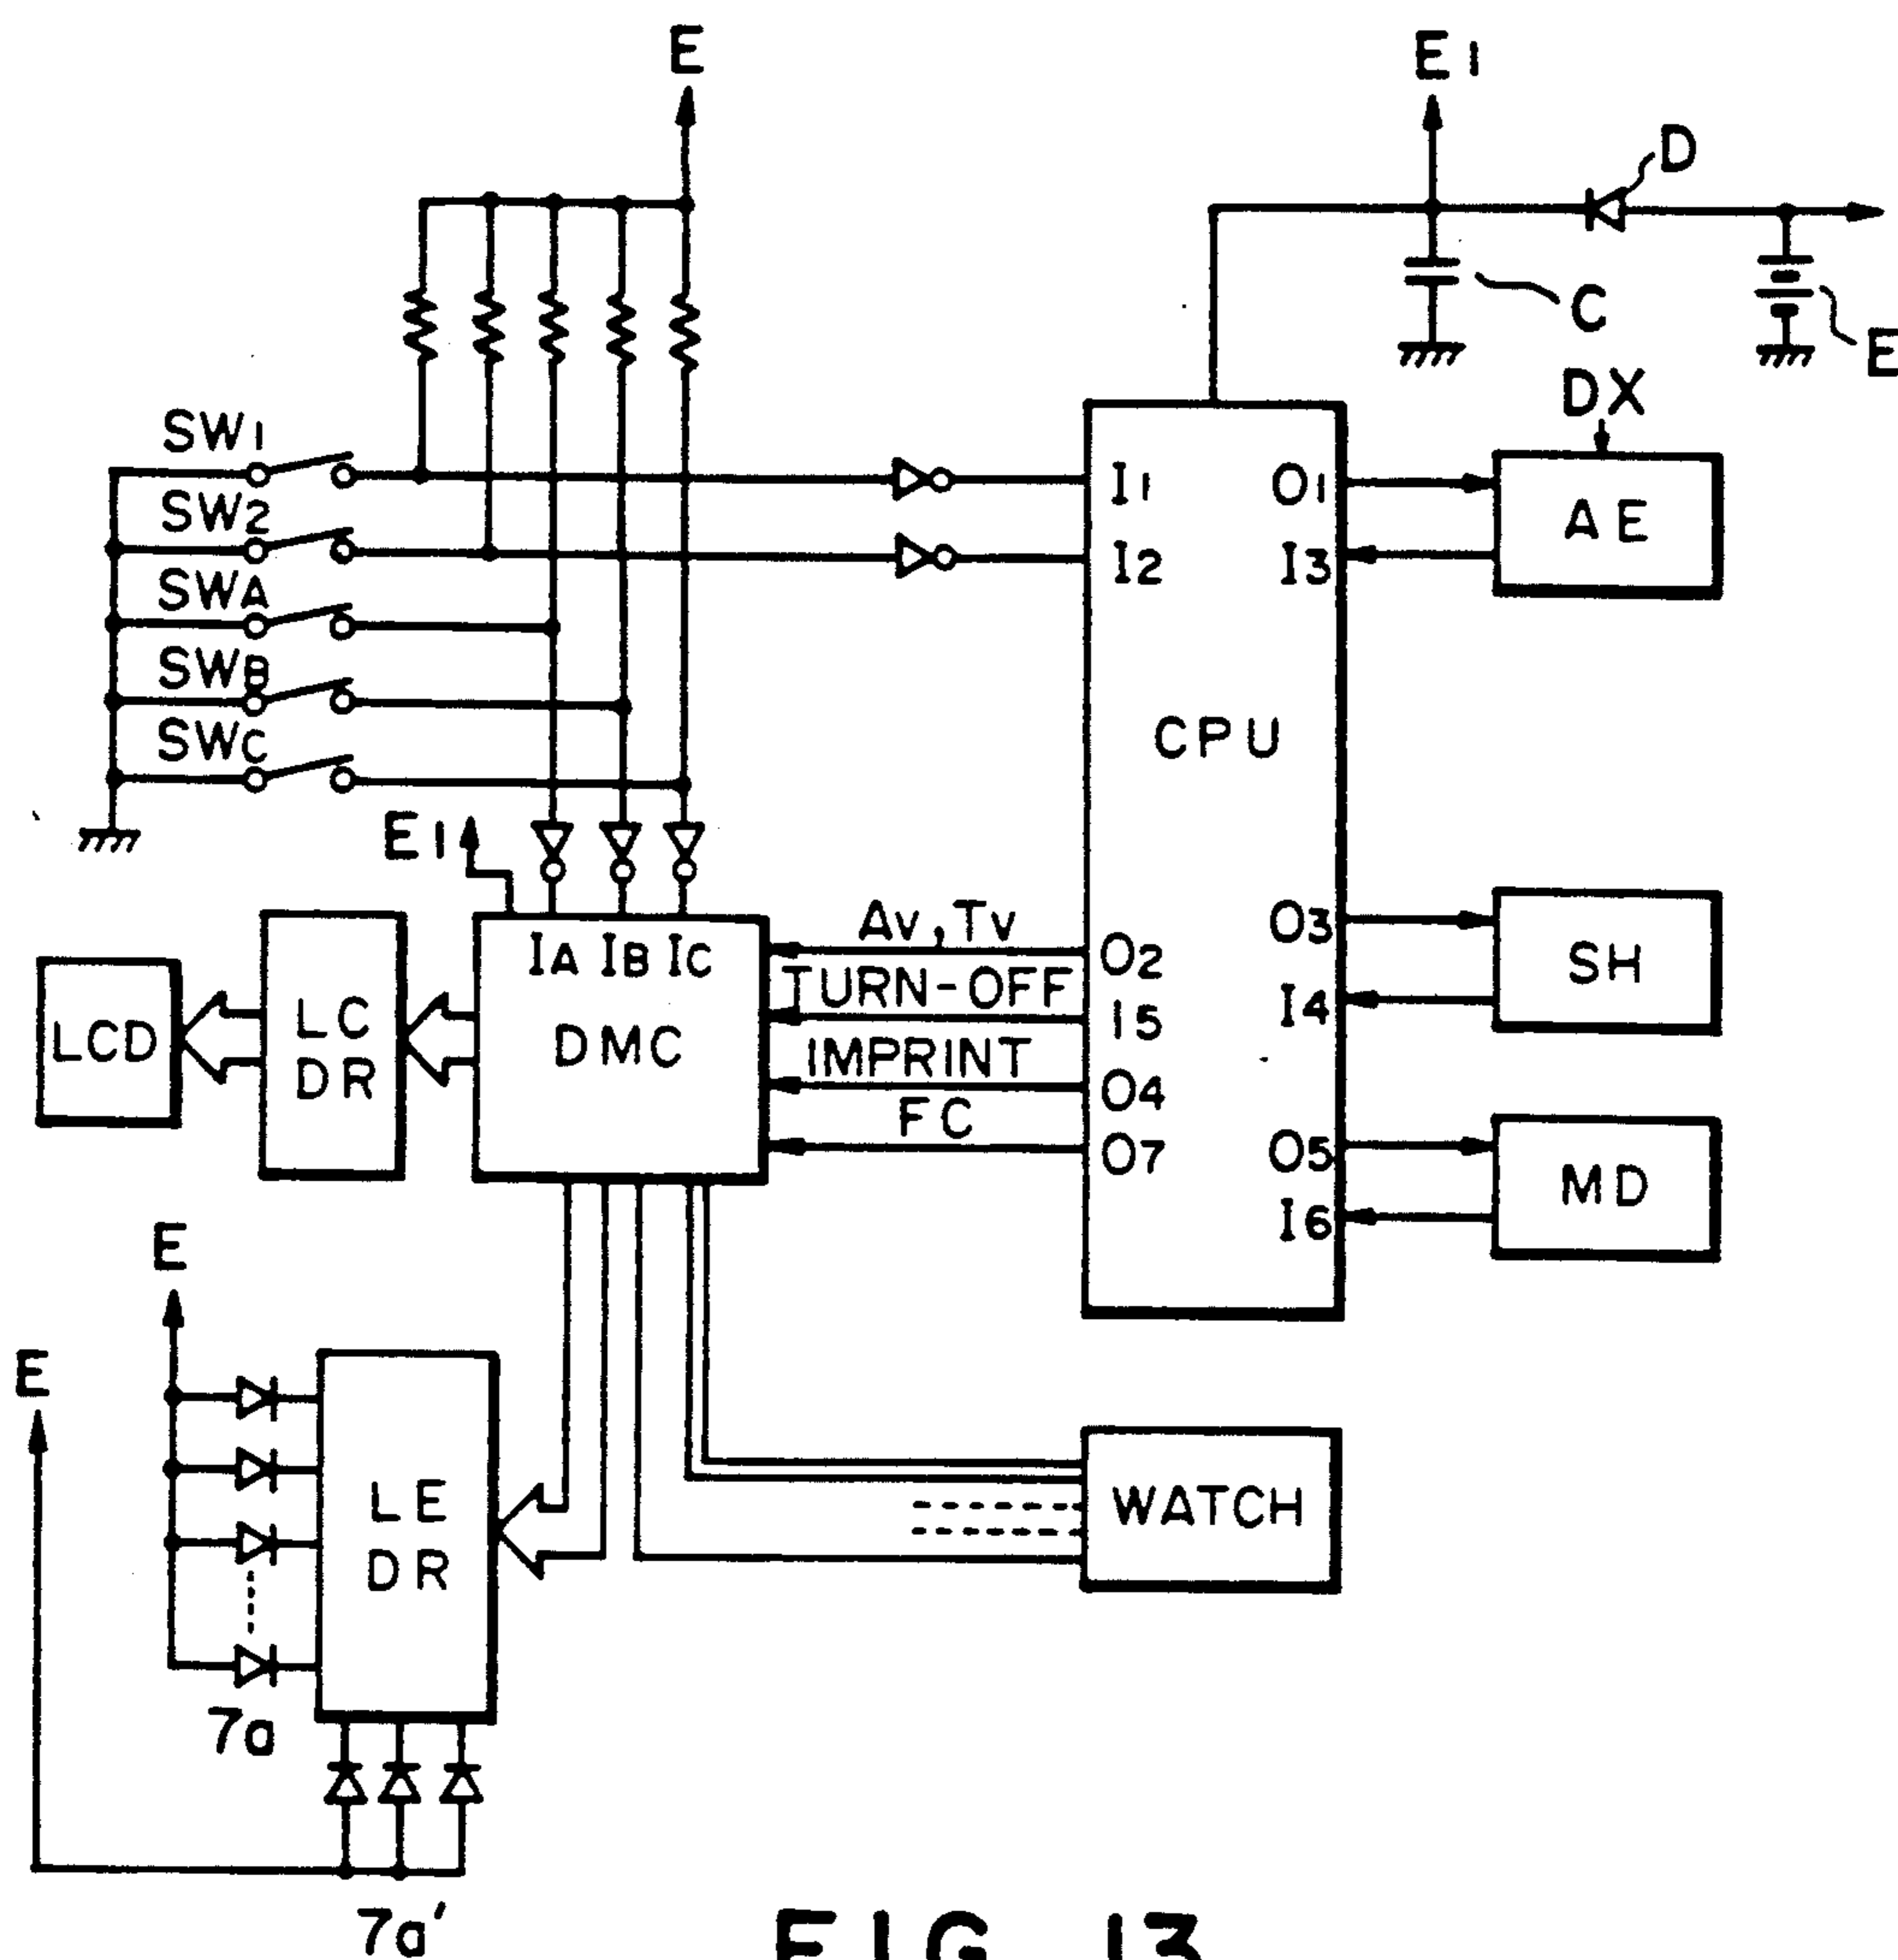 E
E1
D
C
E
DX
SW1
SW2
SWA
SWB
SWC
I1
I2
O1
I3
AE
CPU
E1
IA IB IC
DMC
LCD
LC
DR
Av, Tv
TURN-OFF
IMPRINT
FC
O2
I5
O4
O7
O3
I4
SH
O5
I6
MD
E
E
LE
DR
WATCH
7a
7a'
FIG. 13